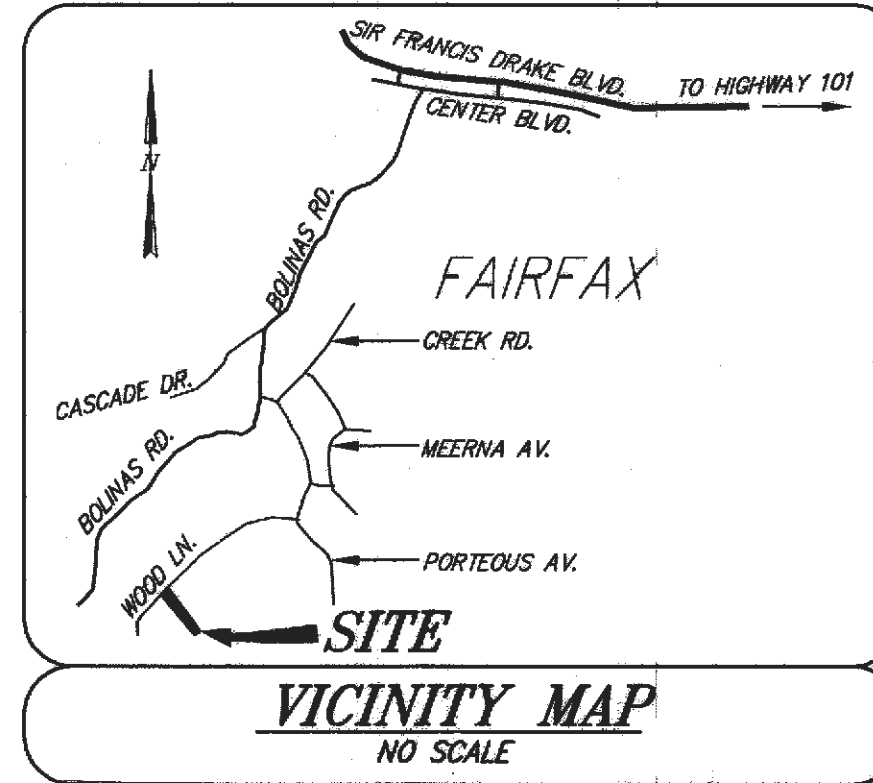 SIR FRANCIS DRAKE BLVD.
TO HIGHWAY 101
CENTER BLVD.
N
BOLINAS RD.
FAIRFAX
CREEK RD.
CASCADE DR.
MEERNA AV.
BOLINAS RD.
PORTEOUS AV.
WOOD LN.
SITE
VICINITY MAP
NO SCALE